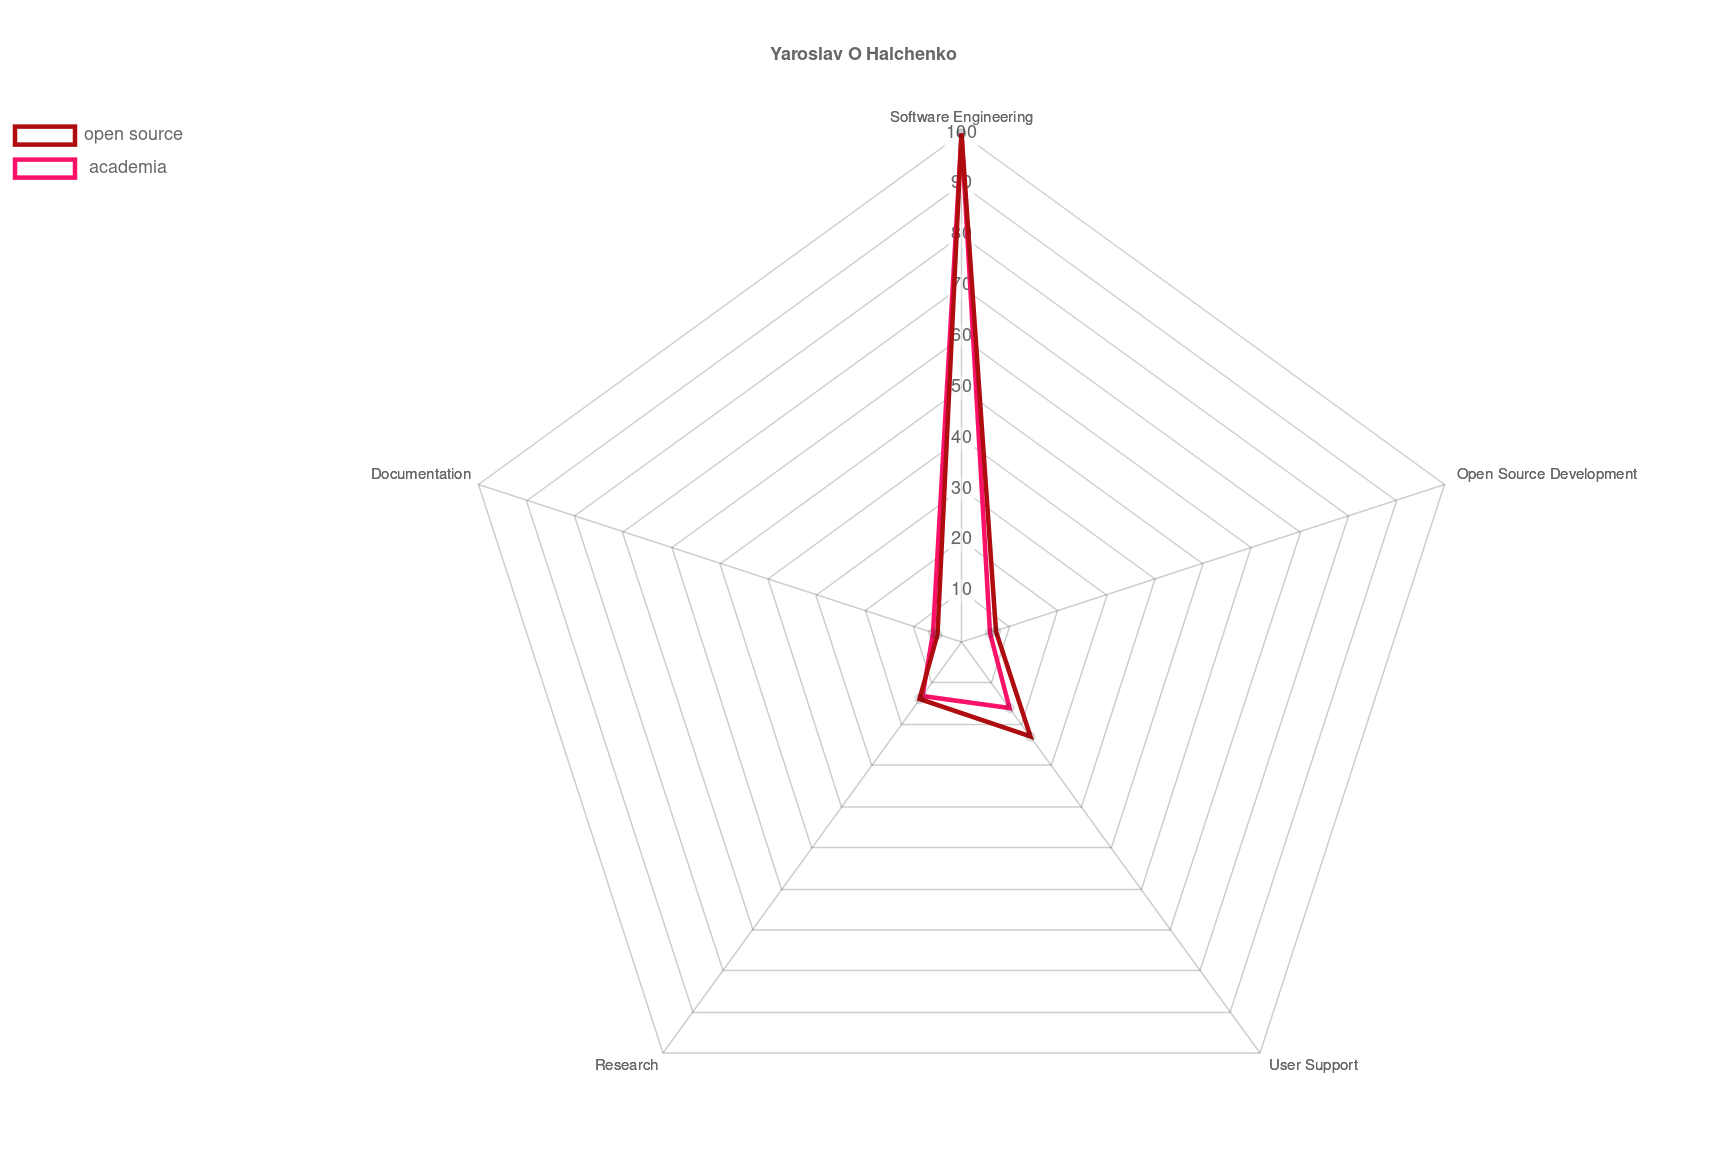 Yaroslav O Halchenko
open source
academia
Software Engineering
100
90
80
70
60
50
40
30
20
10
Documentation
Open Source Development
Research
User Support